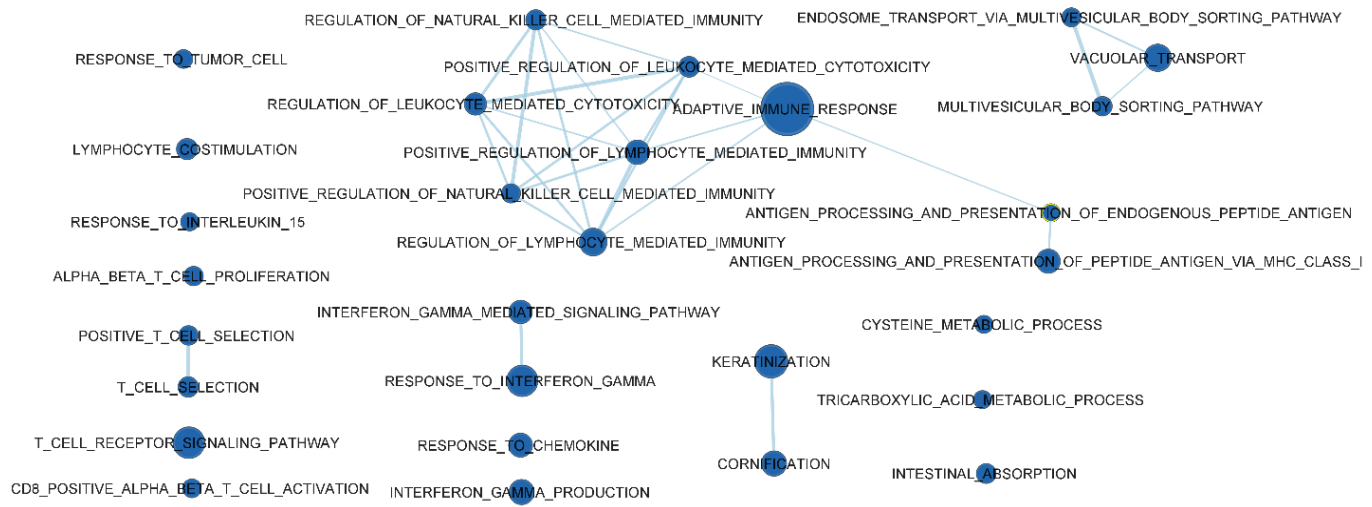 REGULATION_OF_NATURAL_KILLER_CELL_MEDIATED_IMMUNITY
ENDOSOME_TRANSPORT_VIA_MULTIVESICULAR_BODY_SORTING_PATHWAY
RESPONSE_TO_TUMOR_CELL
POSITIVE_REGULATION_OF_LEUKOCYTE_MEDIATED_CYTOTOXICITY
VACUOLAR_TRANSPORT
REGULATION_OF_LEUKOCYTE_MEDIATED_CYTOTOXICITY
ADAPTIVE_IMMUNE_RESPONSE
MULTIVESICULAR_BODY_SORTING_PATHWAY
LYMPHOCYTE_COSTIMULATION
POSITIVE_REGULATION_OF_LYMPHOCYTE_MEDIATED_IMMUNITY
POSITIVE_REGULATION_OF_NATURAL_KILLER_CELL_MEDIATED_IMMUNITY
RESPONSE_TO_INTERLEUKIN_15
ANTIGEN_PROCESSING_AND_PRESENTATION_OF_ENDOGENOUS_PEPTIDE_ANTIGEN
REGULATION_OF_LYMPHOCYTE_MEDIATED_IMMUNITY
ANTIGEN_PROCESSING_AND_PRESENTATION_OF_PEPTIDE_ANTIGEN_VIA_MHC_CLASS_I
ALPHA_BETA_T_CELL_PROLIFERATION
INTERFERON_GAMMA_MEDIATED_SIGNALING_PATHWAY
CYSTEINE_METABOLIC_PROCESS
POSITIVE_T_CELL_SELECTION
KERATINIZATION
RESPONSE_TO_INTERFERON_GAMMA
T_CELL_SELECTION
TRICARBOXYLIC_ACID_METABOLIC_PROCESS
T_CELL_RECEPTOR_SIGNALING_PATHWAY
RESPONSE_TO_CHEMOKINE
CORNIFICATION
INTESTINAL_ABSORPTION
CD8_POSITIVE_ALPHA_BETA_T_CELL_ACTIVATION
INTERFERON_GAMMA_PRODUCTION